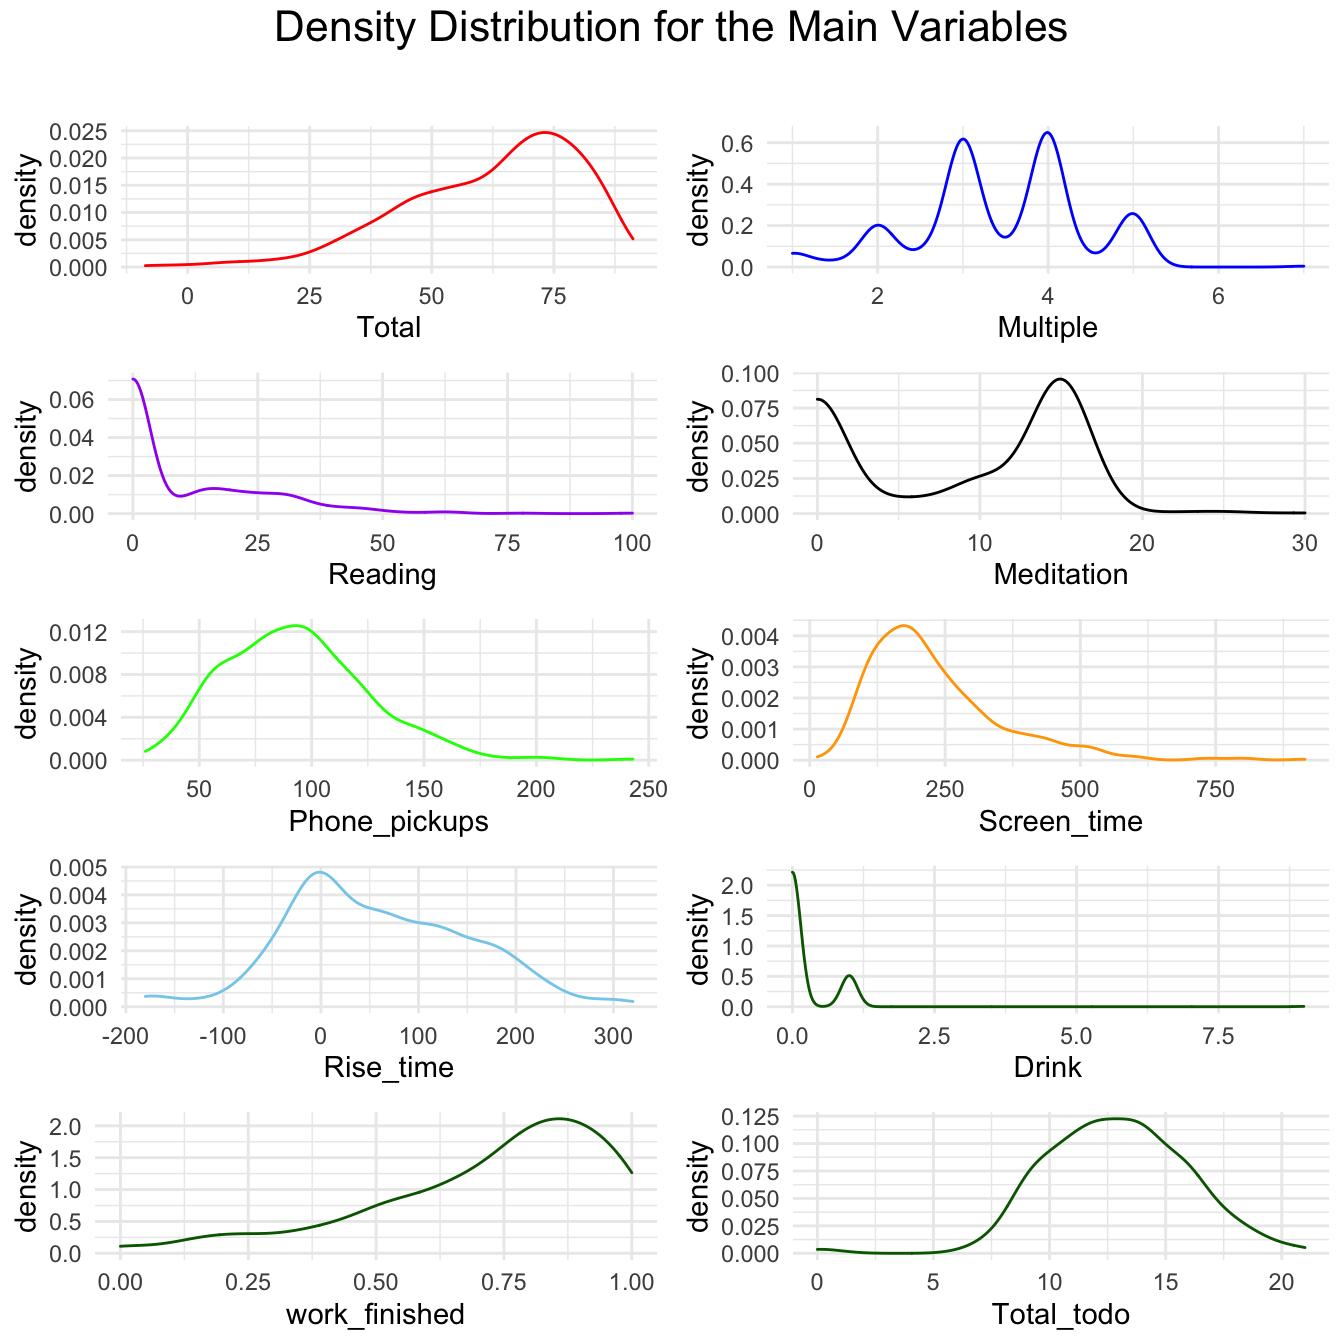 Density Distribution for the Main Variables
density
0.025
0.020
0.015
0.010
0.005
0.000
0 25 50 75
Total
density
0.6
0.4
0.2
0.0
2 4 6
Multiple
density
0.06
0.04
0.02
0.00
0 25 50 75 100
Reading
density
0.100
0.075
0.050
0.025
0.000
0 10 20 30
Meditation
density
0.012
0.008
0.004
0.000
50 100 150 200 250
Phone_pickups
density
0.004
0.003
0.002
0.001
0.000
0 250 500 750
Screen_time
density
0.005
0.004
0.003
0.002
0.001
0.000
-200 -100 0 100 200 300
Rise_time
density
2.0
1.5
1.0
0.5
0.0
0.0 2.5 5.0 7.5
Drink
density
2.0
1.5
1.0
0.5
0.0
0.00 0.25 0.50 0.75 1.00
work_finished
density
0.125
0.100
0.075
0.050
0.025
0.000
0 5 10 15 20
Total_todo